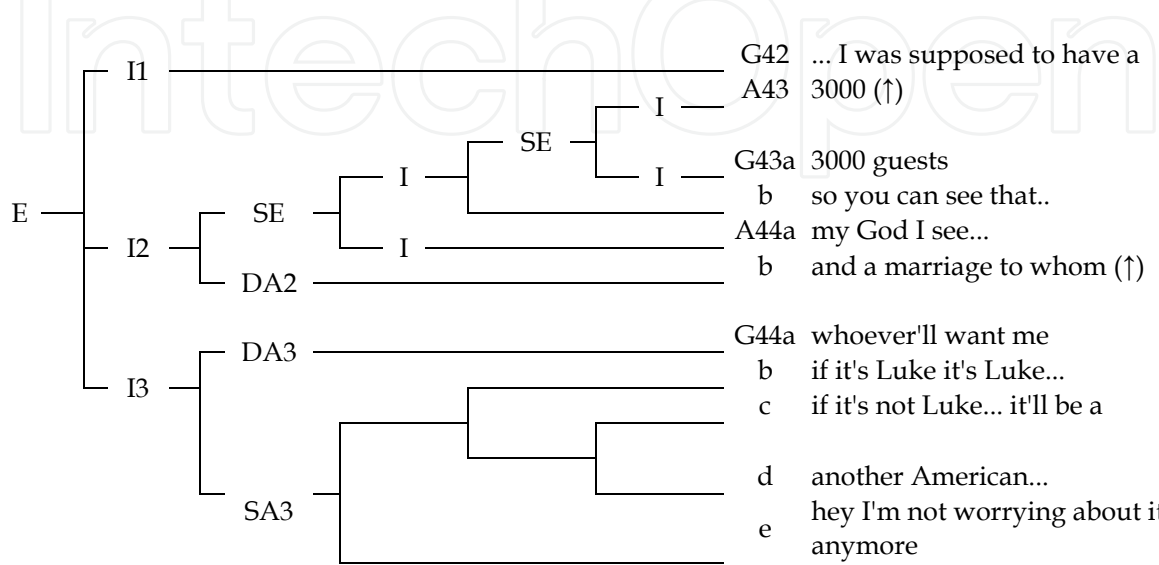 IntechOpen
I1 G42 ... I was supposed to have a
A43 3000 (↑)
I
SE
G43a 3000 guests
I I
b so you can see that..
E SE
A44a my God I see...
I2 I
b and a marriage to whom (↑)
DA2
G44a whoever'll want me
DA3
b if it's Luke it's Luke...
I3
c if it's not Luke... it'll be a
d another American...
SA3 hey I'm not worrying about it
e
anymore